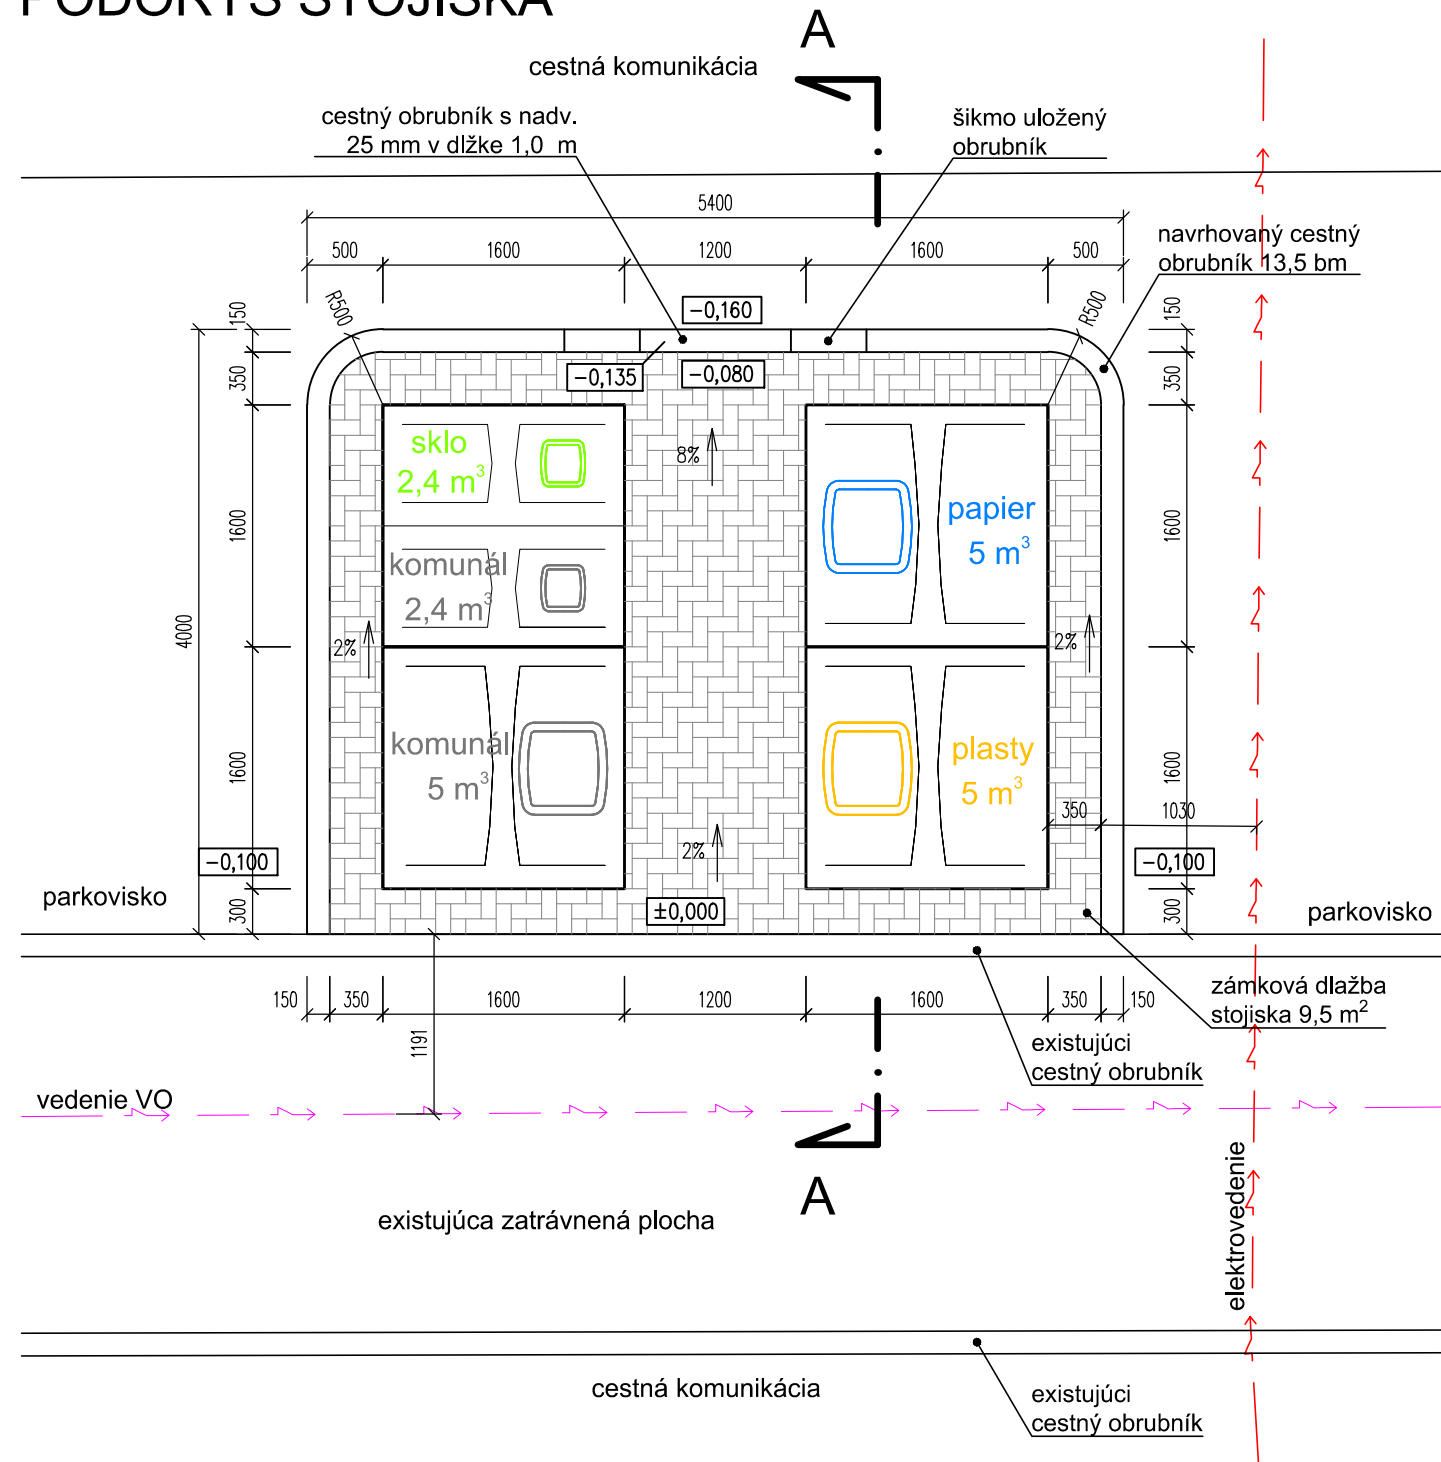 PÔDORYS STOJISKA
A
cestná komunikácia
cestný obrubník s nadv.
25 mm v dĺžke 1,0 m
šikmo uložený
obrubník
5400
navrhovaný cestný
obrubník 13,5 bm
500
1600
1200
1600
500
R500
R500
−0,160
150
150
350
350
−0,135
−0,080
sklo
2,4 m³
8%
papier
5 m³
1600
1600
komunál
2,4 m³
4000
2%
2%
komunál
5 m³
plasty
5 m³
1600
1600
350
1030
2%
−0,100
−0,100
parkovisko
±0,000
parkovisko
300
300
150
350
1600
1200
1600
350
150
zámková dlažba
stojiska 9,5 m²
1191
existujúci
cestný obrubník
vedenie VO
A
elektrovedenie
existujúca zatrávnená plocha
cestná komunikácia
existujúci
cestný obrubník